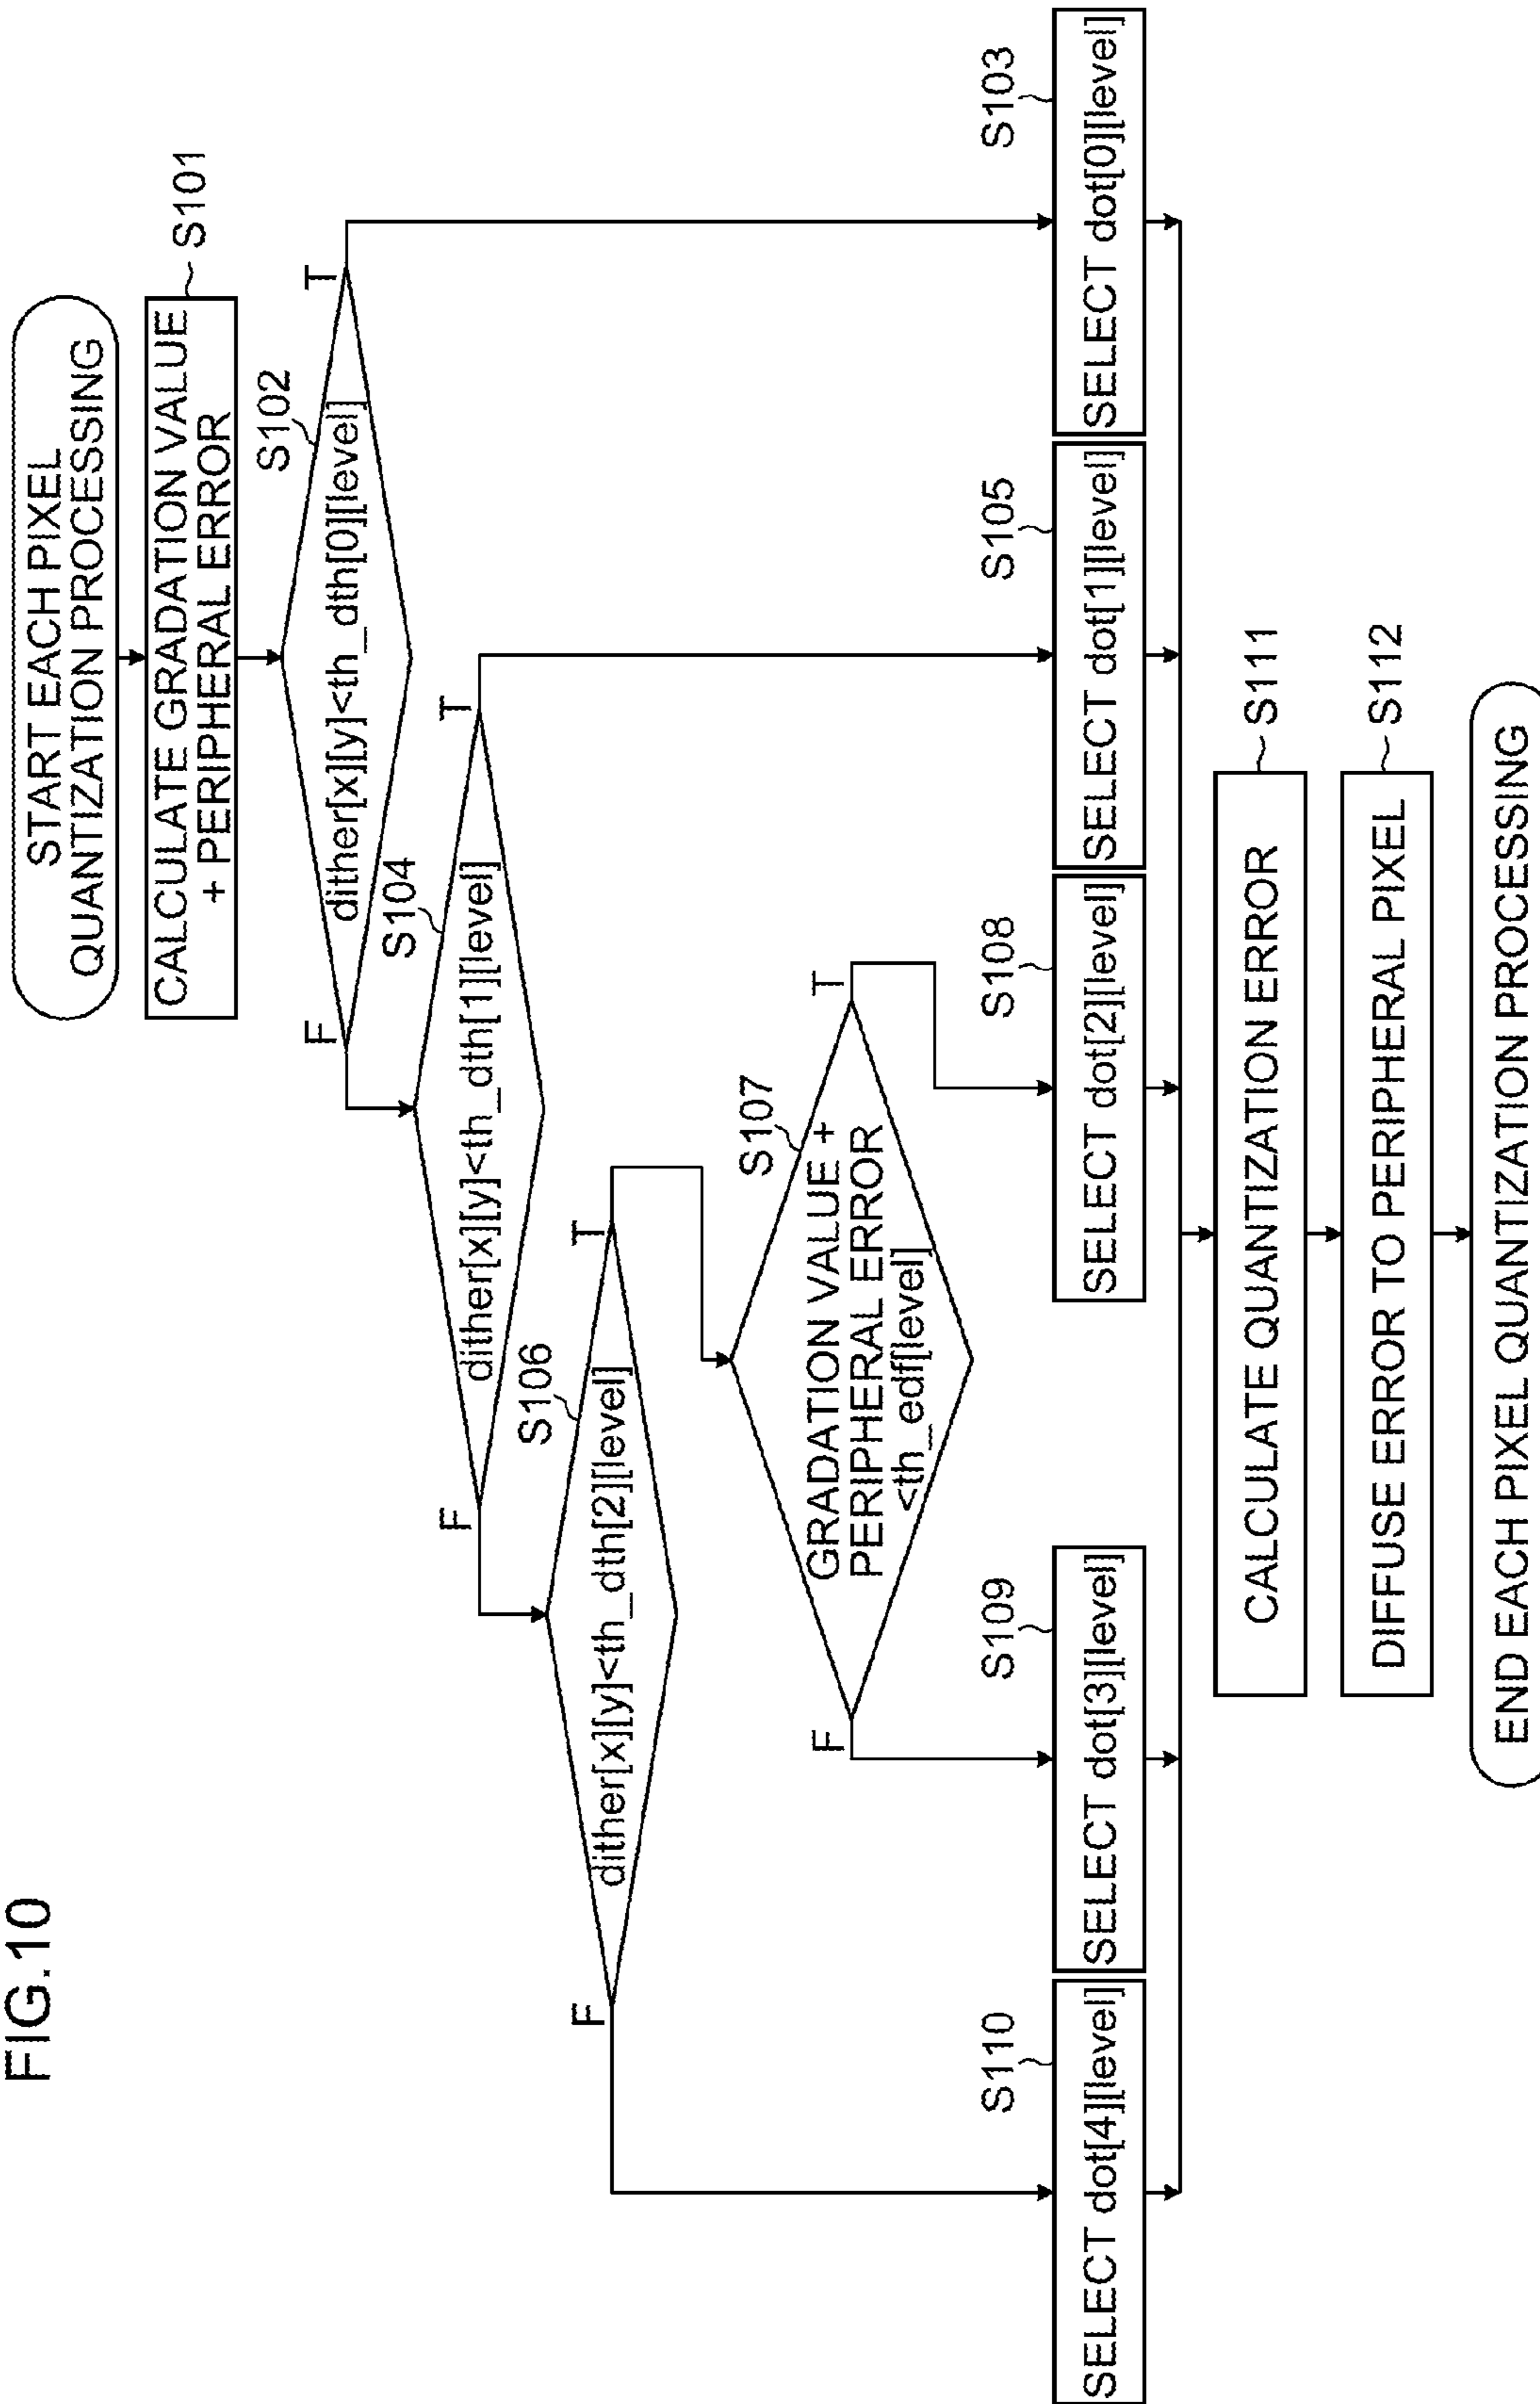 FIG.10
START EACH PIXEL
QUANTIZATION PROCESSING
CALCULATE GRADATION VALUE
+ PERIPHERAL ERROR
S101
S102
dither[x][y]<th_dth[0][level]
F
T
S104
dither[x][y]<th_dth[1][level]
F
T
S106
dither[x][y]<th_dth[2][level]
F
T
S107
GRADATION VALUE +
PERIPHERAL ERROR
<th_edf[level]
F
T
S110
SELECT dot[4][level]
S109
SELECT dot[3][level]
S108
SELECT dot[2][level]
S105
SELECT dot[1][level]
S103
SELECT dot[0][level]
CALCULATE QUANTIZATION ERROR
S111
DIFFUSE ERROR TO PERIPHERAL PIXEL
S112
END EACH PIXEL QUANTIZATION PROCESSING